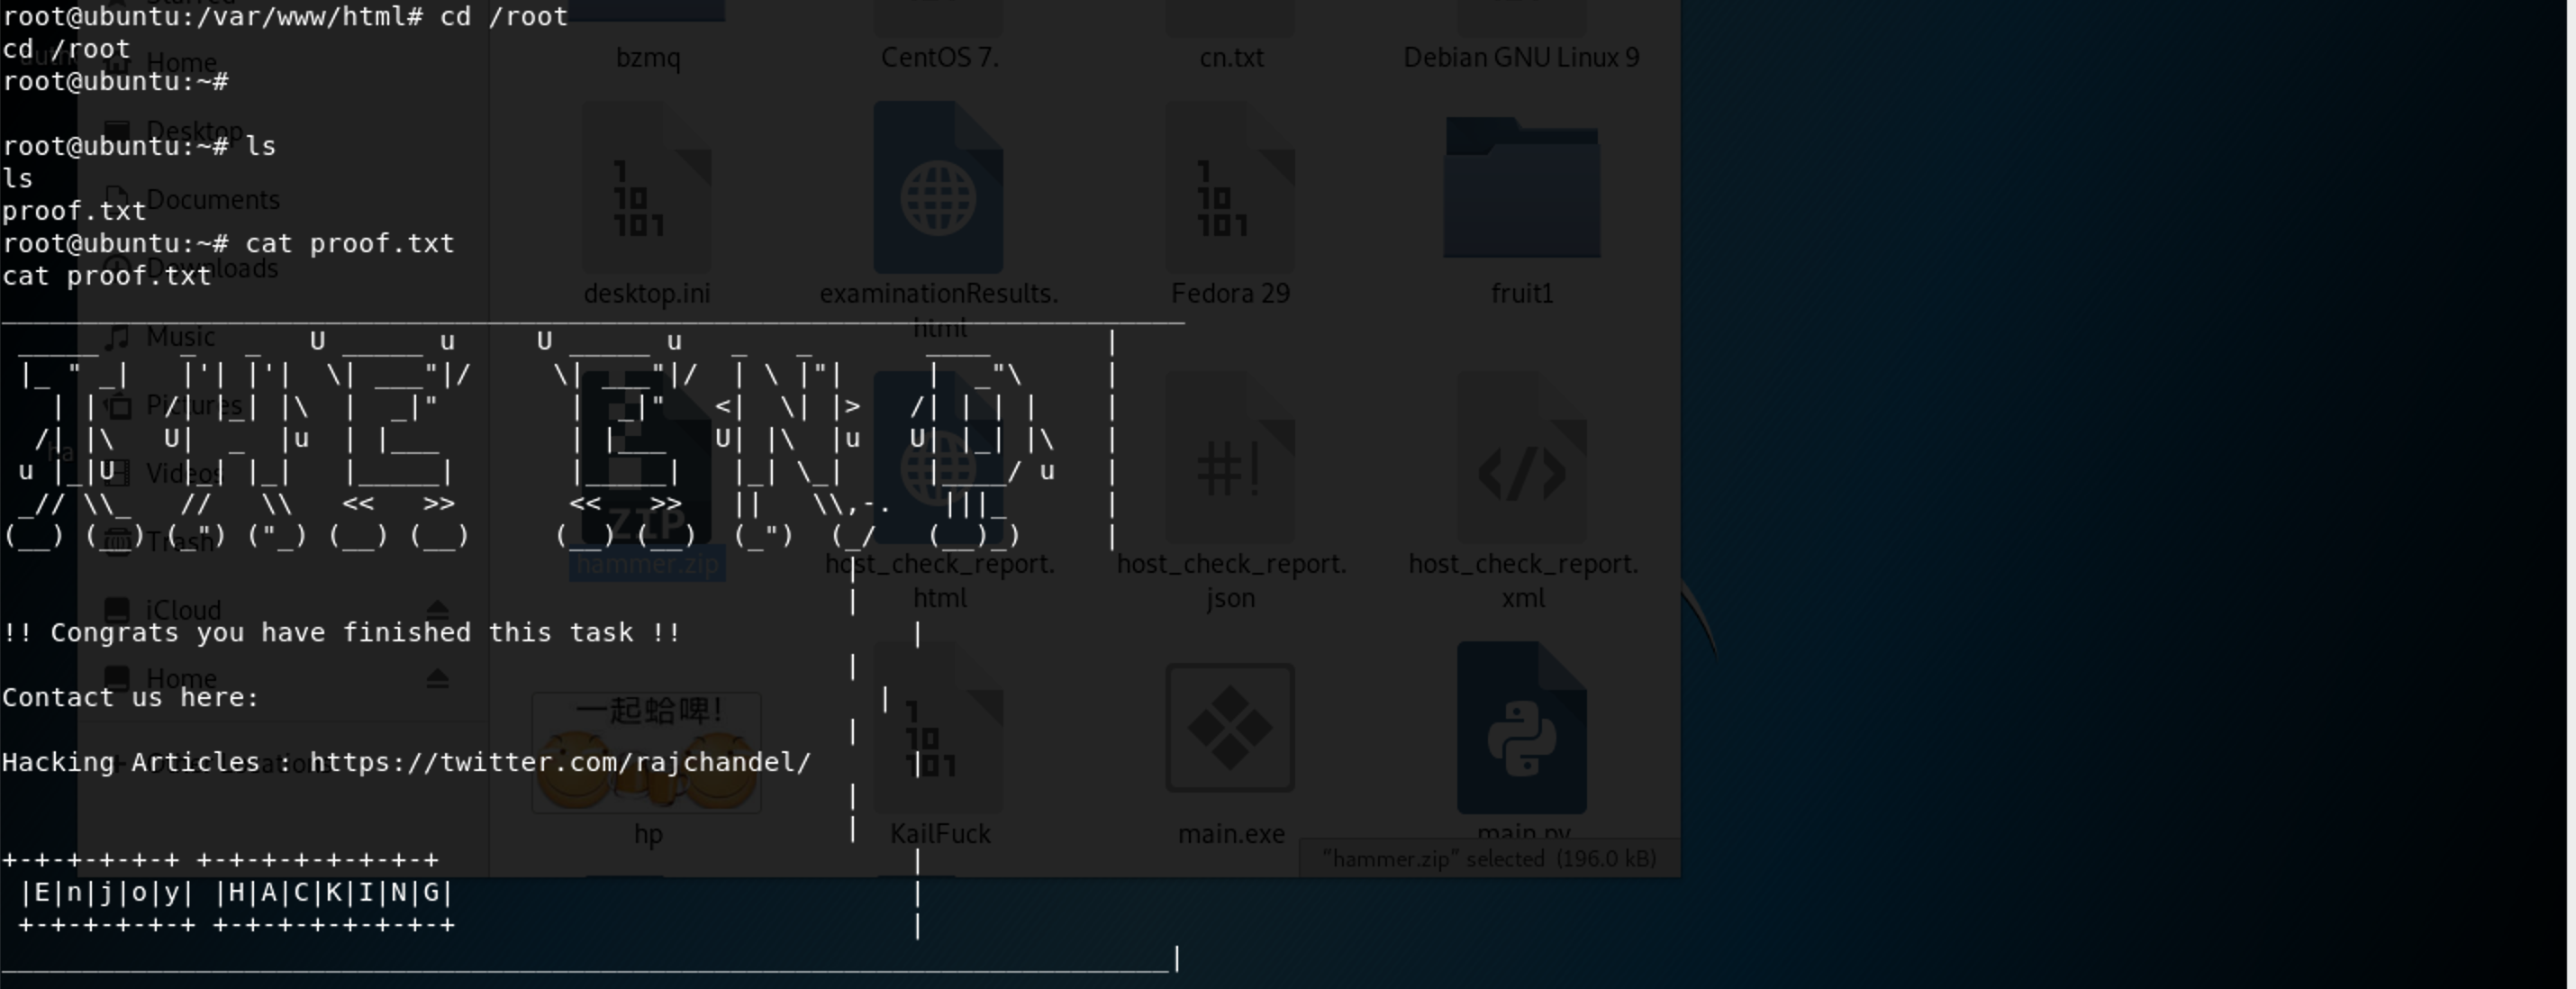 root@ubuntu:/var/www/html# cd /root
cd /root
root@ubuntu:~#
root@ubuntu:~# ls
ls
proof.txt
root@ubuntu:~# cat proof.txt
cat proof.txt
THE END
!! Congrats you have finished this task !!
Contact us here:
Hacking Articles : https://twitter.com/rajchandel/
+-+-+-+-+-+ +-+-+-+-+-+-+-+
|E|n|j|o|y| |H|A|C|K|I|N|G|
+-+-+-+-+-+ +-+-+-+-+-+-+-+
Home
Desktop
Documents
Downloads
Music
Pictures
Videos
Trash
iCloud
Home
bzmq
CentOS 7.
cn.txt
Debian GNU Linux 9
desktop.ini
examinationResults.
html
Fedora 29
fruit1
ZIP
hammer.zip
host_check_report.
html
host_check_report.
json
host_check_report.
xml
一起蛤啤!
hp
KailFuck
main.exe
main.py
"hammer.zip" selected (196.0 kB)